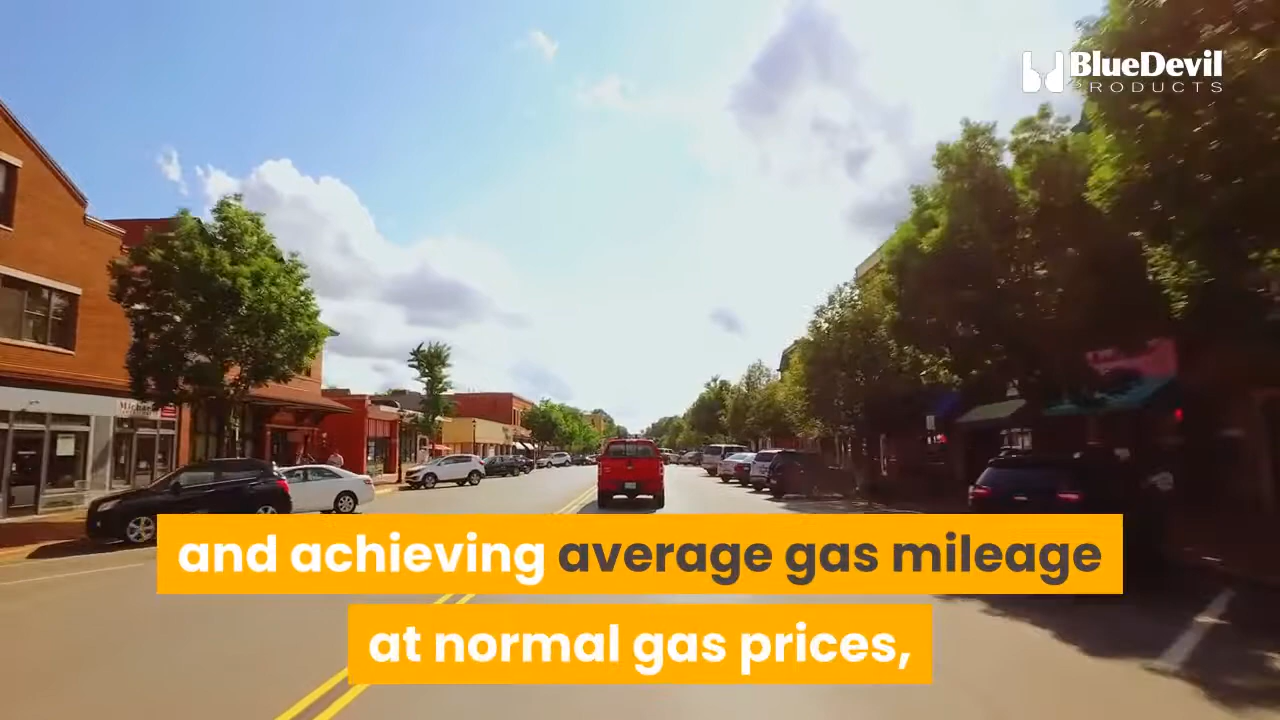 BlueDevil
PRODUCTS
and achieving average gas mileage
at normal gas prices,